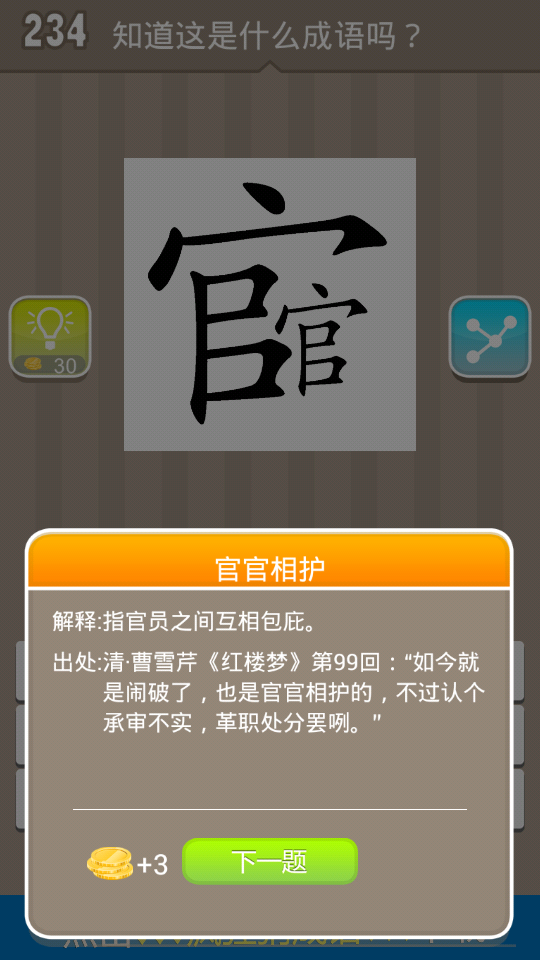 234 知道这是什么成语吗？
官
官
30
官官相护
解释:指官员之间互相包庇。
出处:清·曹雪芹《红楼梦》第99回：“如今就
是闹破了，也是官官相护的，不过认个
承审不实，革职处分罢咧。”
+3 下一题